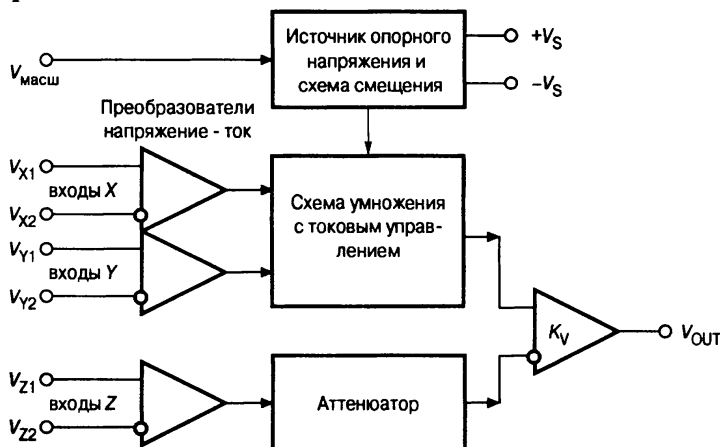 Источник опорного
напряжения и
схема смещения
+VS
−VS
Vмасш
Преобразователи
напряжение - ток
VX1
входы X
VX2
VY1
входы Y
VY2
Схема умножения
с токовым управ-
лением
KV
VOUT
VZ1
входы Z
VZ2
Аттенюатор